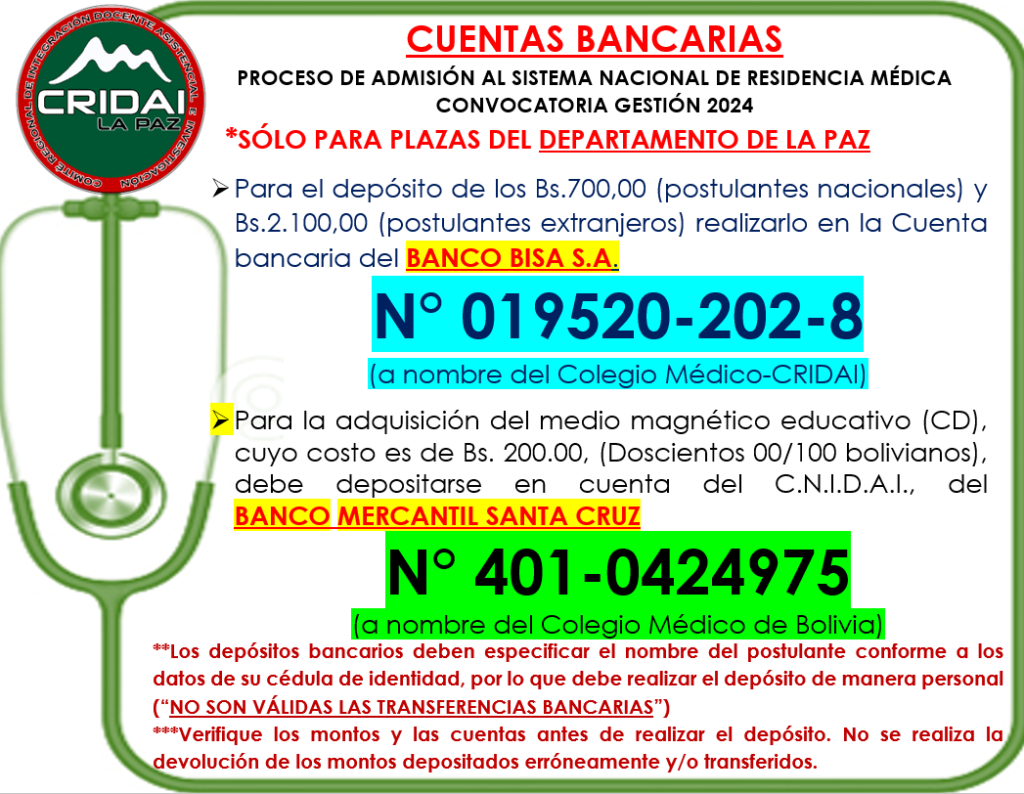 COMITÉ REGIONAL DE INTEGRACIÓN DOCENTE ASISTENCIAL E INVESTIGACIÓN
CRIDAI
LA PAZ
CUENTAS BANCARIAS
PROCESO DE ADMISIÓN AL SISTEMA NACIONAL DE RESIDENCIA MÉDICA
CONVOCATORIA GESTIÓN 2024
*SÓLO PARA PLAZAS DEL DEPARTAMENTO DE LA PAZ
➢ Para el depósito de los Bs.700,00 (postulantes nacionales) y
Bs.2.100,00 (postulantes extranjeros) realizarlo en la Cuenta
bancaria del BANCO BISA S.A.
N° 019520-202-8
(a nombre del Colegio Médico-CRIDAI)
➢ Para la adquisición del medio magnético educativo (CD),
cuyo costo es de Bs. 200.00, (Doscientos 00/100 bolivianos),
debe depositarse en cuenta del C.N.I.D.A.I., del
BANCO MERCANTIL SANTA CRUZ
N° 401-0424975
(a nombre del Colegio Médico de Bolivia)
**Los depósitos bancarios deben especificar el nombre del postulante conforme a los
datos de su cédula de identidad, por lo que debe realizar el depósito de manera personal
(“NO SON VÁLIDAS LAS TRANSFERENCIAS BANCARIAS”)
***Verifique los montos y las cuentas antes de realizar el depósito. No se realiza la
devolución de los montos depositados erróneamente y/o transferidos.